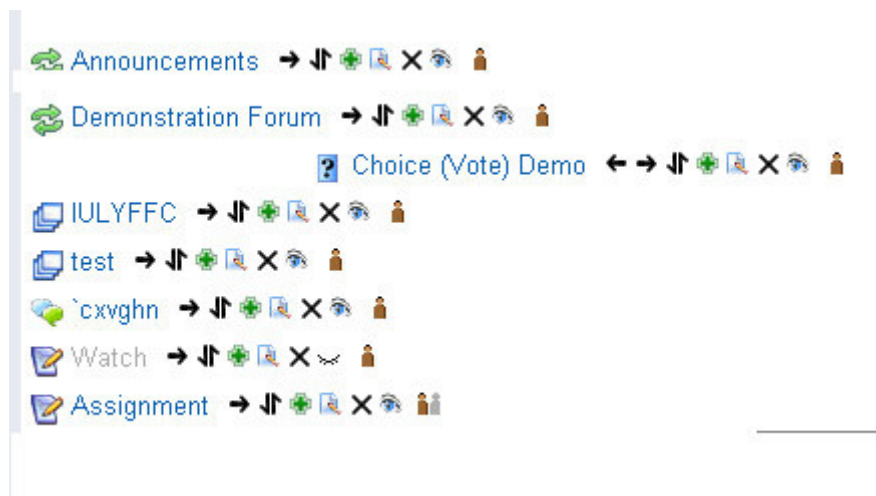 Announcements
Demonstration Forum
Choice (Vote) Demo
IULYFFC
test
`cxvghn
Watch
Assignment